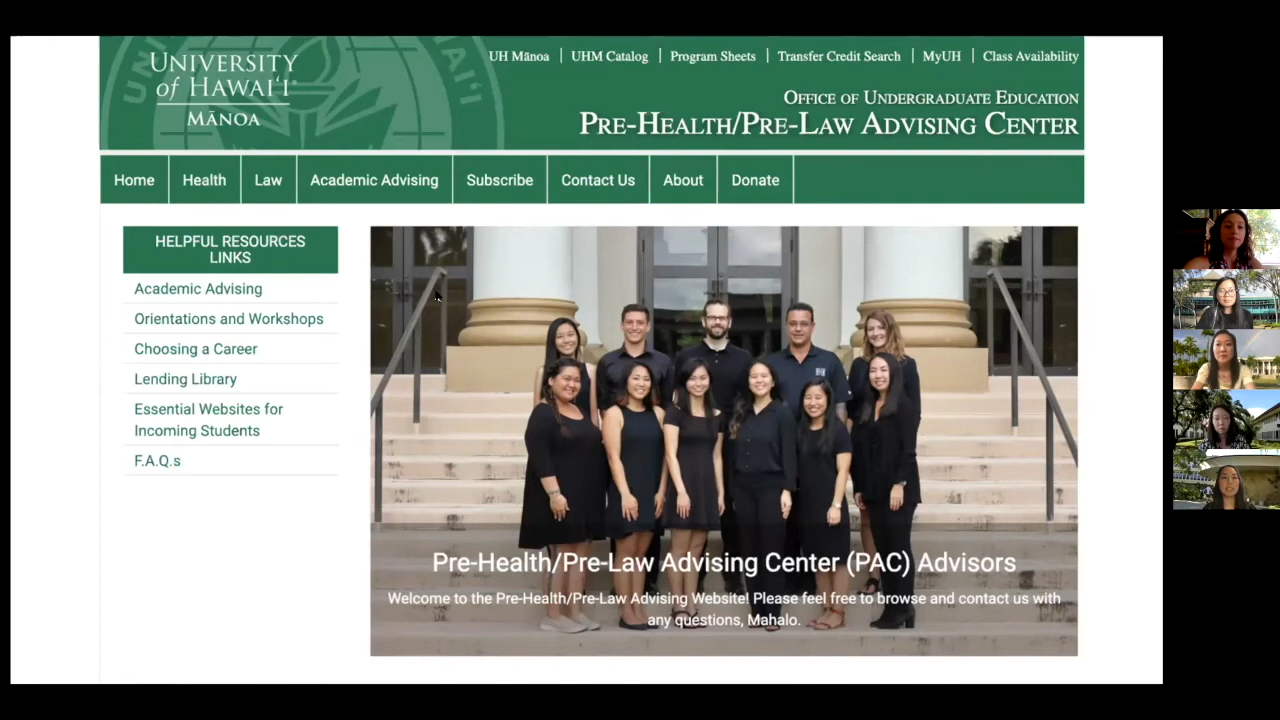 UNIVERSITY
of HAWAIʻI
MĀNOA
UH Mānoa
UHM Catalog
Program Sheets
Transfer Credit Search
MyUH
Class Availability
OFFICE OF UNDERGRADUATE EDUCATION
PRE-HEALTH/PRE-LAW ADVISING CENTER
Home
Health
Law
Academic Advising
Subscribe
Contact Us
About
Donate
HELPFUL RESOURCES
LINKS
Academic Advising
Orientations and Workshops
Choosing a Career
Lending Library
Essential Websites for
Incoming Students
F.A.Q.s
Pre-Health/Pre-Law Advising Center (PAC) Advisors
Welcome to the Pre-Health/Pre-Law Advising Website! Please feel free to browse and contact us with
any questions, Mahalo.